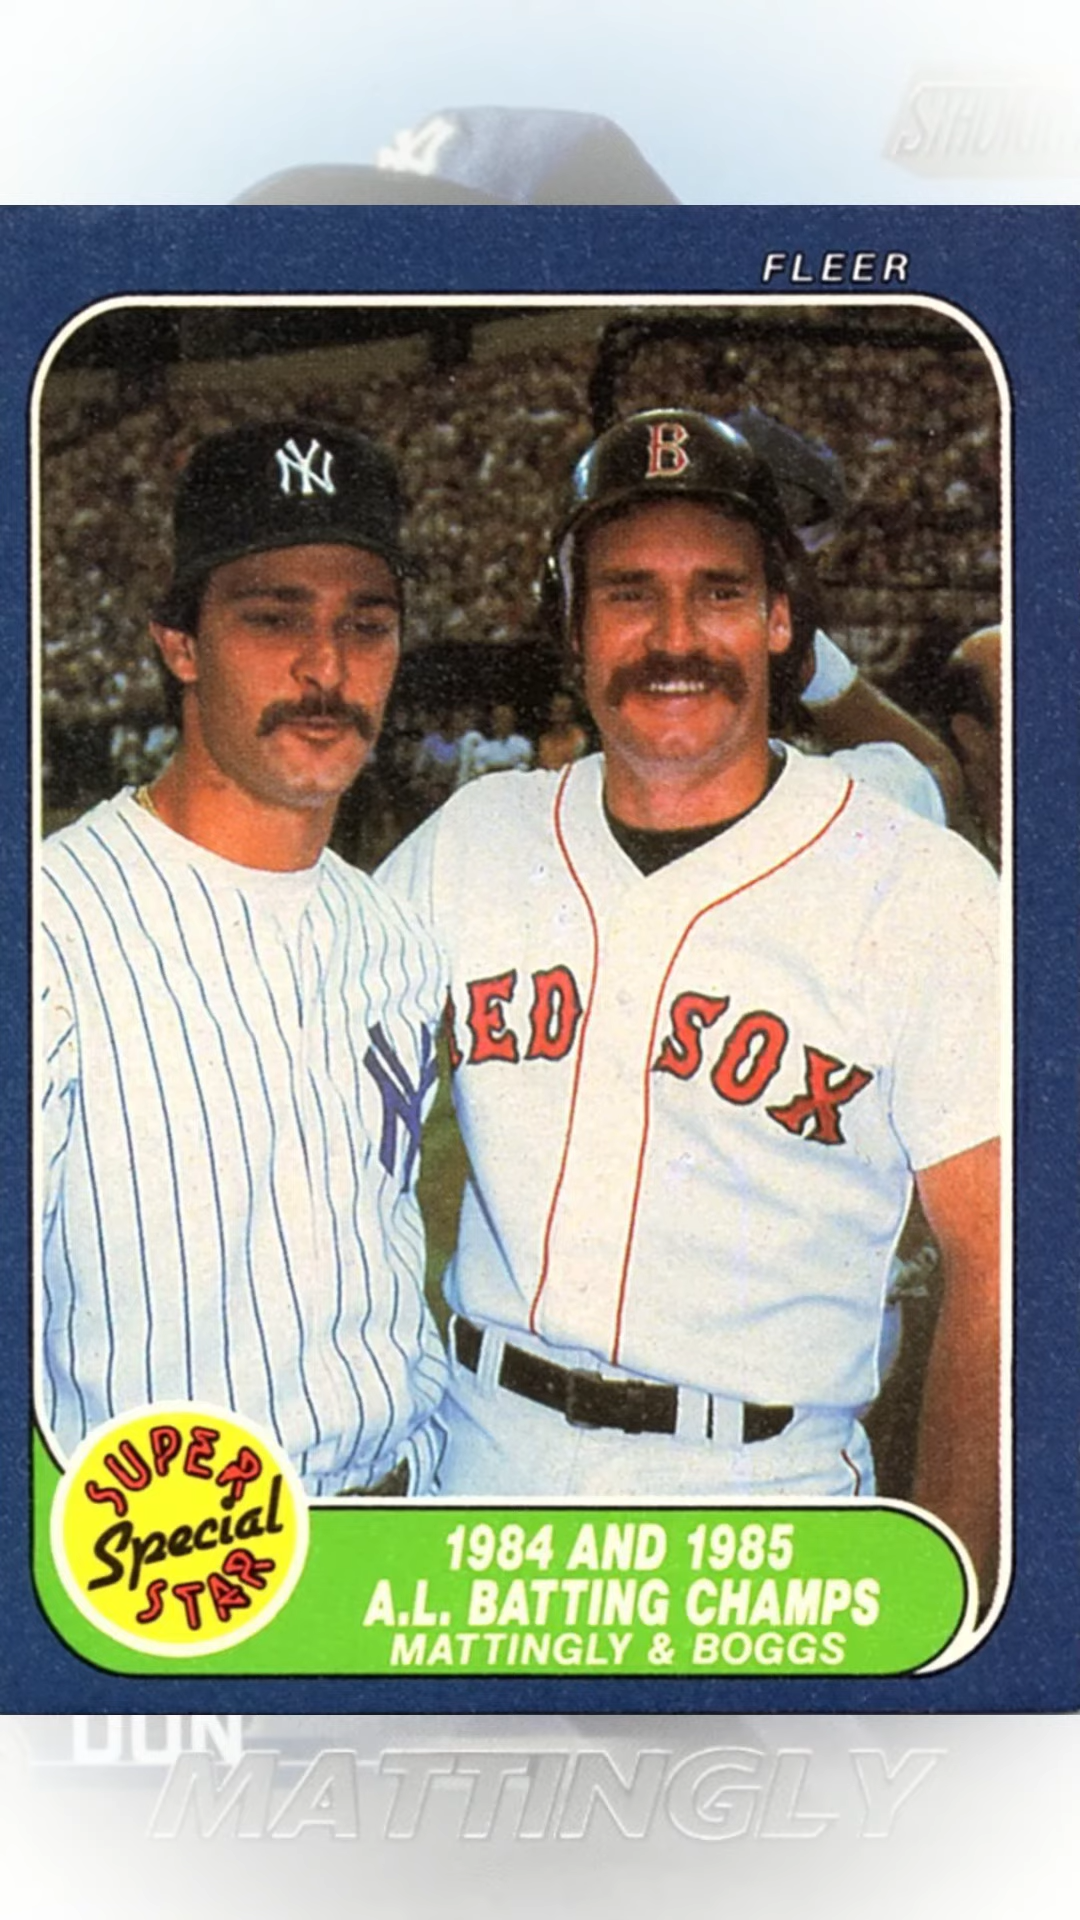 FLEER
NY
B
NY
RED SOX
SUPER
Special
STAR
1984 AND 1985
A.L. BATTING CHAMPS
MATTINGLY & BOGGS
DON
MATTINGLY